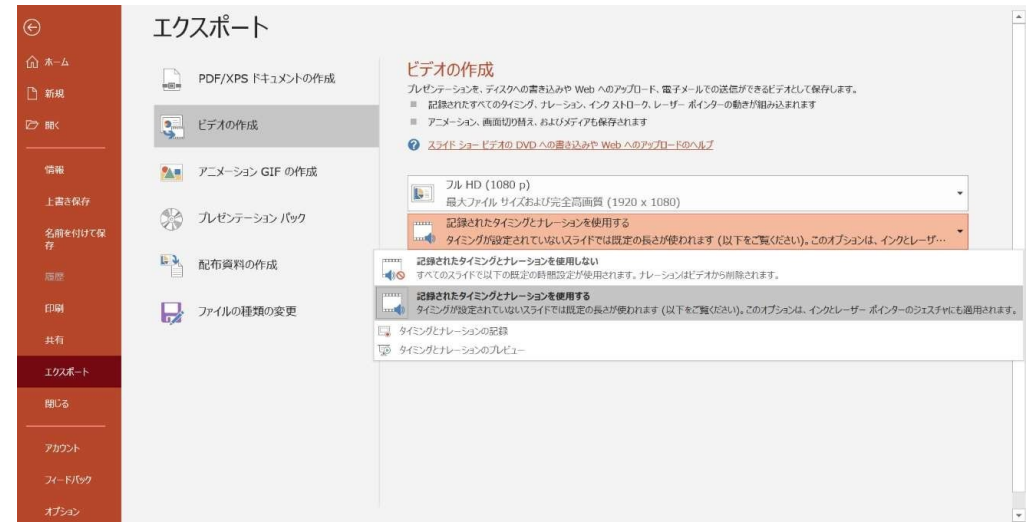 エクスポート
ホーム
新規
開く
情報
上書き保存
名前を付けて保
存
履歴
印刷
共有
エクスポート
閉じる
アカウント
フィードバック
オプション
PDF/XPS ドキュメントの作成
ビデオの作成
アニメーション GIF の作成
プレゼンテーション パック
配布資料の作成
ファイルの種類の変更
ビデオの作成
プレゼンテーションを、ディスクへの書き込みや Web へのアップロード、電子メールでの送信ができるビデオとして保存します。
記録されたすべてのタイミング、ナレーション、インク ストローク、レーザー ポインターの動きが組み込まれます
アニメーション、画面切り替え、およびメディアも保存されます
スライド ショー ビデオの DVD への書き込みや Web へのアップロードのヘルプ
フル HD (1080 p)
最大ファイル サイズおよび完全高画質 (1920 x 1080)
記録されたタイミングとナレーションを使用する
タイミングが設定されていないスライドでは既定の長さが使われます (以下をご覧ください)。このオプションは、インクとレーザ…
記録されたタイミングとナレーションを使用しない
すべてのスライドで以下の既定の時間設定が使用されます。ナレーションはビデオから削除されます。
記録されたタイミングとナレーションを使用する
タイミングが設定されていないスライドでは既定の長さが使われます (以下をご覧ください)。このオプションは、インクとレーザー ポインターのジェスチャにも適用されます。
タイミングとナレーションの記録
タイミングとナレーションのプレビュー